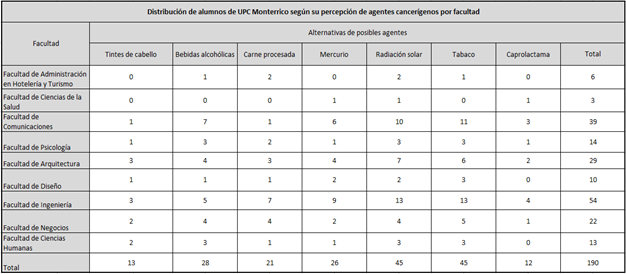 Distribución de alumnos de UPC Monterrico según su percepción de agentes cancerígenos por facultad
Facultad
Alternativas de posibles agentes
Tintes de cabello Bebidas alcohólicas Carne procesada Mercurio Radiación solar Tabaco Caprolactama Total
Facultad de Administración
en Hotelería y Turismo 0 1 2 0 2 1 0 6
Facultad de Ciencias de la
Salud 0 0 0 1 1 0 1 3
Facultad de
Comunicaciones 1 7 1 6 10 11 3 39
Facultad de Psicología 1 3 2 1 3 3 1 14
Facultad de Arquitectura 3 4 3 4 7 6 2 29
Facultad de Diseño 1 1 1 2 2 3 0 10
Facultad de Ingeniería 3 5 7 9 13 13 4 54
Facultad de Negocios 2 4 4 2 4 5 1 22
Facultad de Ciencias
Humanas 2 3 1 1 3 3 0 13
Total 13 28 21 26 45 45 12 190